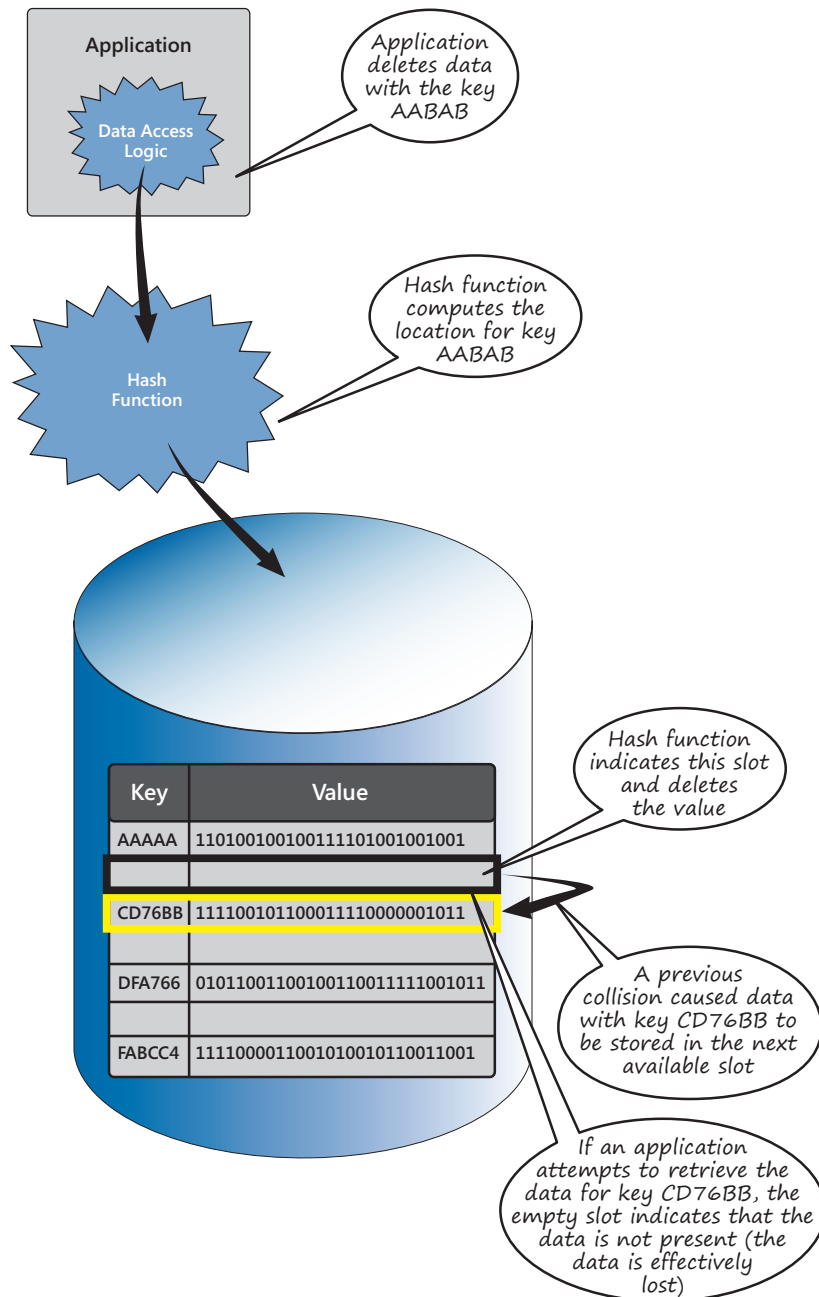 Application
Data Access
Logic
Application
deletes data
with the key
AABAB
Hash
Function
Hash function
computes the
location for key
AABAB
Key Value
AAAAA 110100100100111101001001001
CD76BB 1111001011000111110000001011
DFA766 0101100110010011001111001011
FABCC4 1111000011001010010110011001
Hash function
indicates this slot
and deletes
the value
A previous
collision caused data
with key CD76BB to
be stored in the next
available slot
If an application
attempts to retrieve the
data for key CD76BB, the
empty slot indicates that the
data is not present (the
data is effectively
lost)